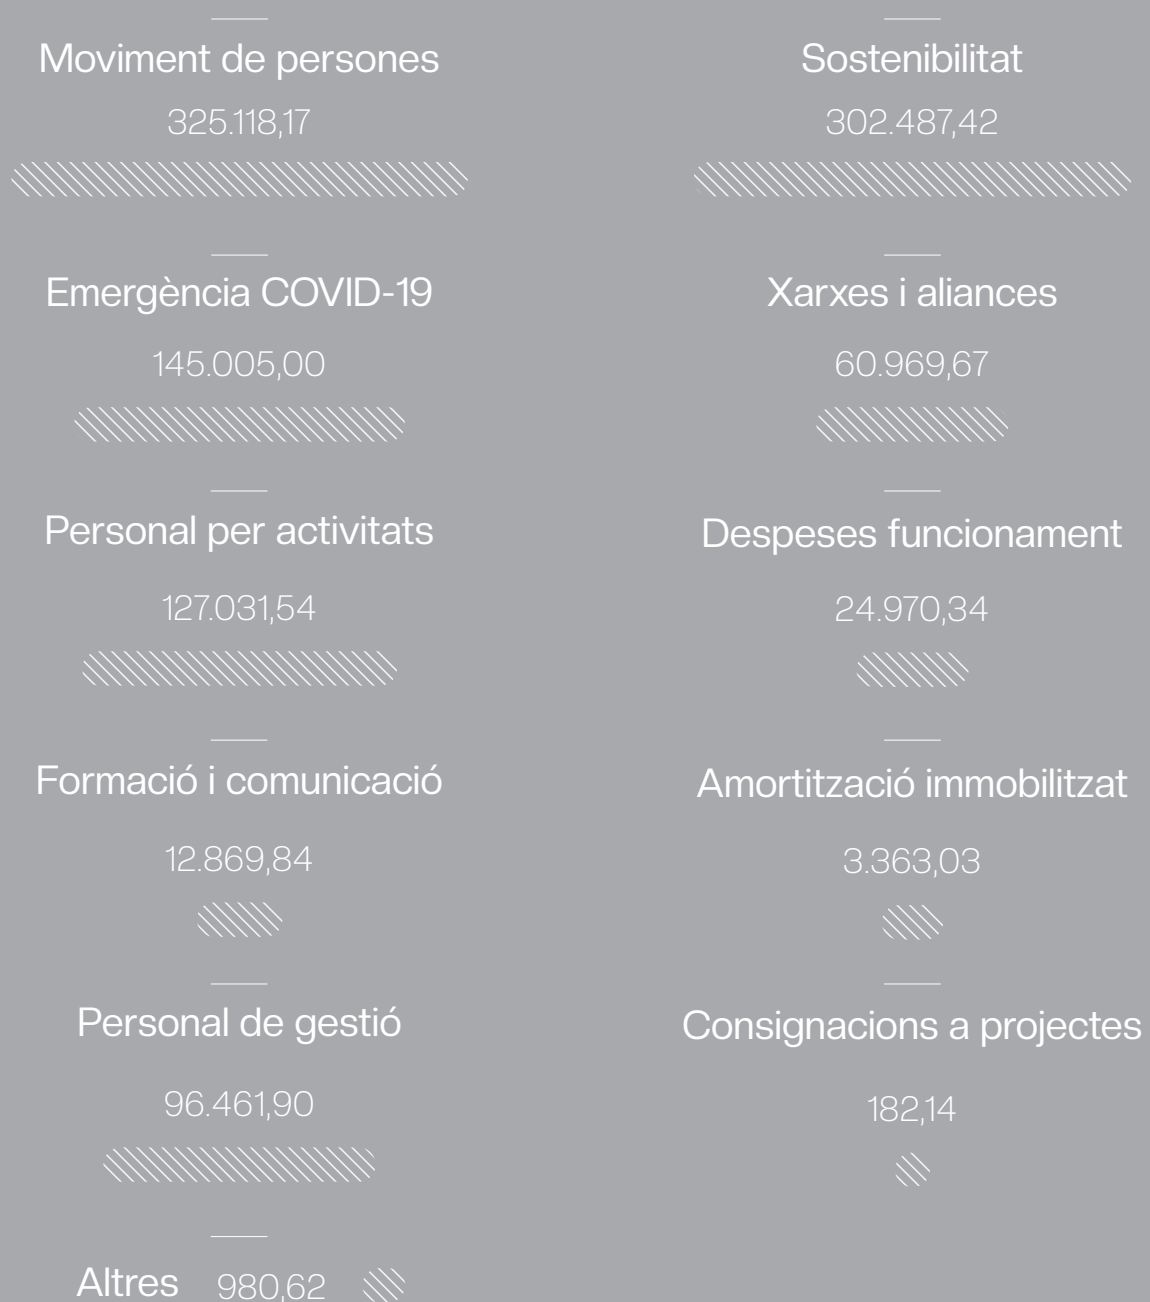 Moviment de persones
325.118,17
Sostenibilitat
302.487,42
Emergència COVID-19
145.005,00
Xarxes i aliances
60.969,67
Personal per activitats
127.031,54
Despeses funcionament
24.970,34
Formació i comunicació
12.869,84
Amortització immobilitzat
3.363,03
Personal de gestió
96.461,90
Consignacions a projectes
182,14
Altres 980,62